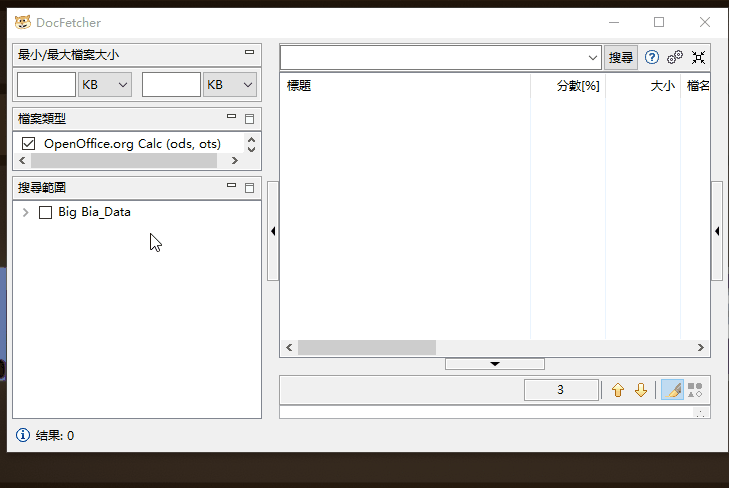 DocFetcher
最小/最大檔案大小
KB
KB
搜尋
檔案類型
標題
分數[%]
大小
檔名
OpenOffice.org Calc (ods, ots)
搜尋範圍
Big Bia_Data
3
结果: 0